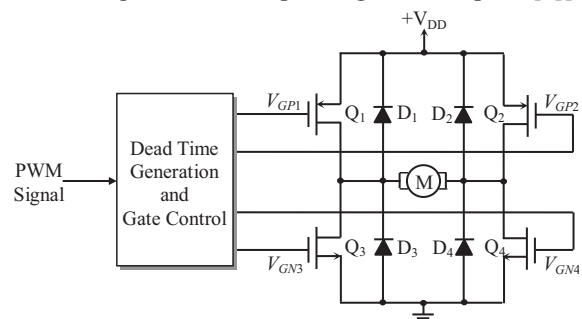 +V_DD
V_GP1
Q_1
D_1
D_2
Q_2
V_GP2
PWM
Signal
Dead Time
Generation
and
Gate Control
M
V_GN3
Q_3
D_3
D_4
Q_4
V_GN4